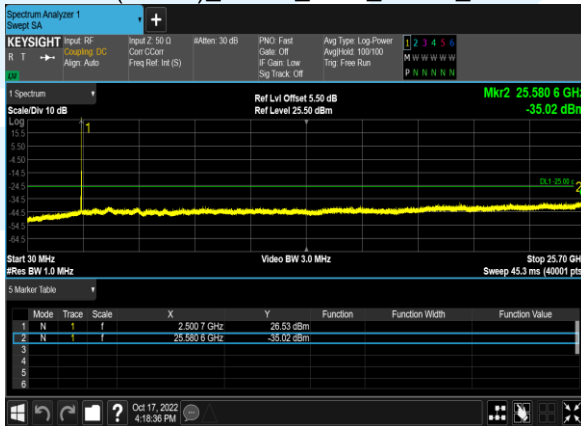 Spectrum Analyzer 1
Swept SA
+
KEYSIGHT Input: RF Input Z: 50 Ω #Atten: 30 dB PNO: Fast Avg Type: Log-Power 1 2 3 4 5 6
R T Coupling: DC Corr CCorr Gate: Off Avg|Hold: 100/100 M W W W W W
Align: Auto Freq Ref: Int (S) IF Gain: Low Trig: Free Run P N N N N N
Sig Track: Off
1 Spectrum Ref Lvl Offset 5.50 dB Mkr2 25.580 6 GHz
Scale/Div 10 dB Ref Level 25.50 dBm -35.02 dBm
Log
15.5 1
5.50
-4.50
-14.5
-24.5 DL1 -25.00 2
-34.5
-44.5
-54.5
-64.5
Start 30 MHz Video BW 3.0 MHz Stop 25.70 GH
#Res BW 1.0 MHz Sweep 45.3 ms (40001 pts
5 Marker Table
Mode Trace Scale X Y Function Function Width Function Value
1 N 1 f 2.500 7 GHz 26.53 dBm
2 N 1 f 25.580 6 GHz -35.02 dBm
3
4
5
6
? Oct 17, 2022
4:18:36 PM